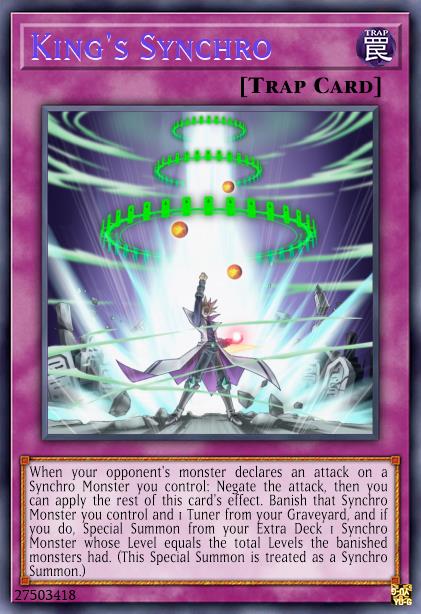 King's Synchro
TRAP
罠
[Trap Card]
When your opponent's monster declares an attack on a
Synchro Monster you control: Negate the attack, then you
can apply the rest of this card's effect. Banish that Synchro
Monster you control and 1 Tuner from your Graveyard, and if
you do, Special Summon from your Extra Deck 1 Synchro
Monster whose Level equals the total Levels the banished
monsters had. (This Special Summon is treated as a Synchro
Summon.)
27503418